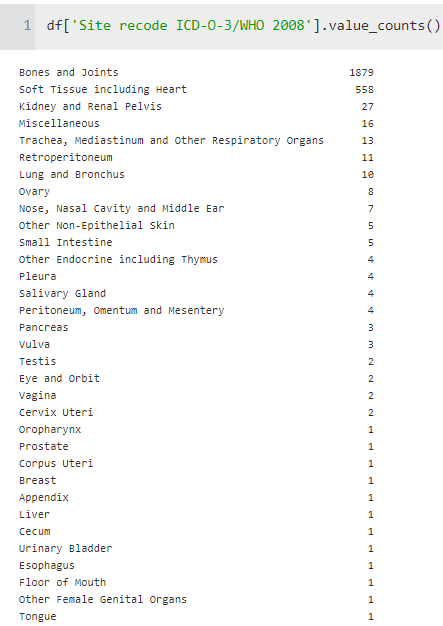 1 df['Site recode ICD-O-3/WHO 2008'].value_counts()
Bones and Joints 1879
Soft Tissue including Heart 558
Kidney and Renal Pelvis 27
Miscellaneous 16
Trachea, Mediastinum and Other Respiratory Organs 13
Retroperitoneum 11
Lung and Bronchus 10
Ovary 8
Nose, Nasal Cavity and Middle Ear 7
Other Non-Epithelial Skin 5
Small Intestine 5
Other Endocrine including Thymus 4
Pleura 4
Salivary Gland 4
Peritoneum, Omentum and Mesentery 4
Pancreas 3
Vulva 3
Testis 2
Eye and Orbit 2
Vagina 2
Cervix Uteri 2
Oropharynx 1
Prostate 1
Corpus Uteri 1
Breast 1
Appendix 1
Liver 1
Cecum 1
Urinary Bladder 1
Esophagus 1
Floor of Mouth 1
Other Female Genital Organs 1
Tongue 1